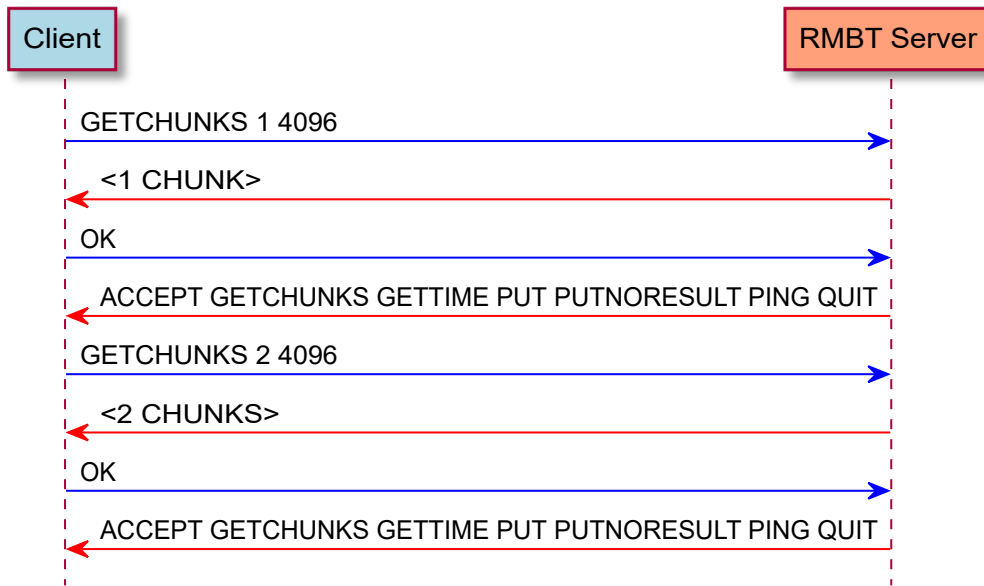 Client
RMBT Server
GETCHUNKS 1 4096
<1 CHUNK>
OK
ACCEPT GETCHUNKS GETTIME PUT PUTNORESULT PING QUIT
GETCHUNKS 2 4096
<2 CHUNKS>
OK
ACCEPT GETCHUNKS GETTIME PUT PUTNORESULT PING QUIT